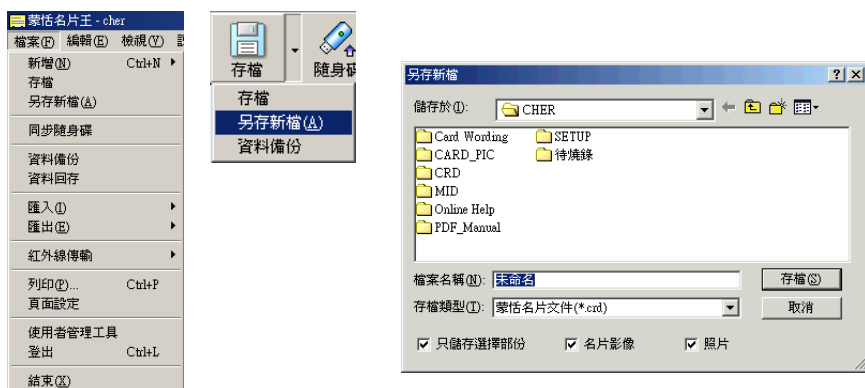 蒙恬名片王 - cher
檔案(F) 編輯(E) 檢視(V)
新增(N) Ctrl+N
存檔
另存新檔(A)
同步隨身碟
資料備份
資料回存
匯入(I)
匯出(E)
紅外線傳輸
列印(P)... Ctrl+P
頁面設定
使用者管理工具
登出 Ctrl+L
結束(X)
存檔 隨身碟
存檔
另存新檔(A)
資料備份
另存新檔
儲存於(I): CHER
Card Wording SETUP
CARD_PIC 待燒錄
CRD
MID
Online Help
PDF_Manual
檔案名稱(N): 未命名 存檔(S)
存檔類型(T): 蒙恬名片文件(*.crd) 取消
只儲存選擇部份 名片影像 照片